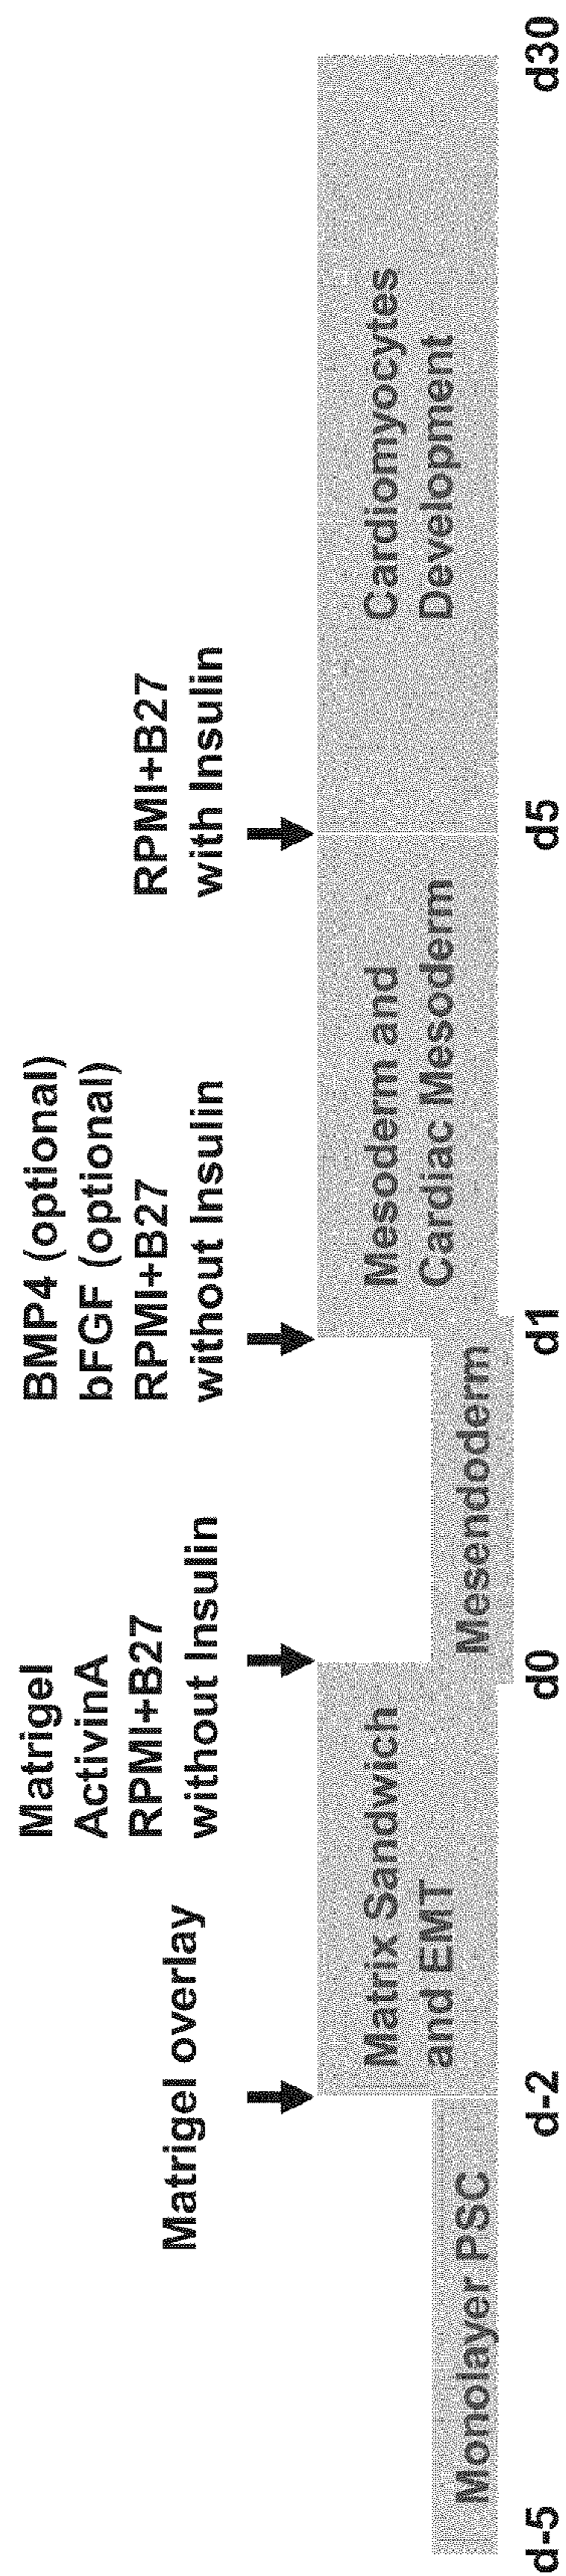 Matrigel overlay
Matrigel
ActivinA
RPMI+B27
without Insulin
BMP4 (optional)
bFGF (optional)
RPMI+B27
without Insulin
RPMI+B27
with Insulin
Monolayer PSC
Matrix Sandwich
and EMT
Mesendoderm
Mesoderm and
Cardiac Mesoderm
Cardiomyocytes
Development
d-5
d-2
d0
d1
d5
d30